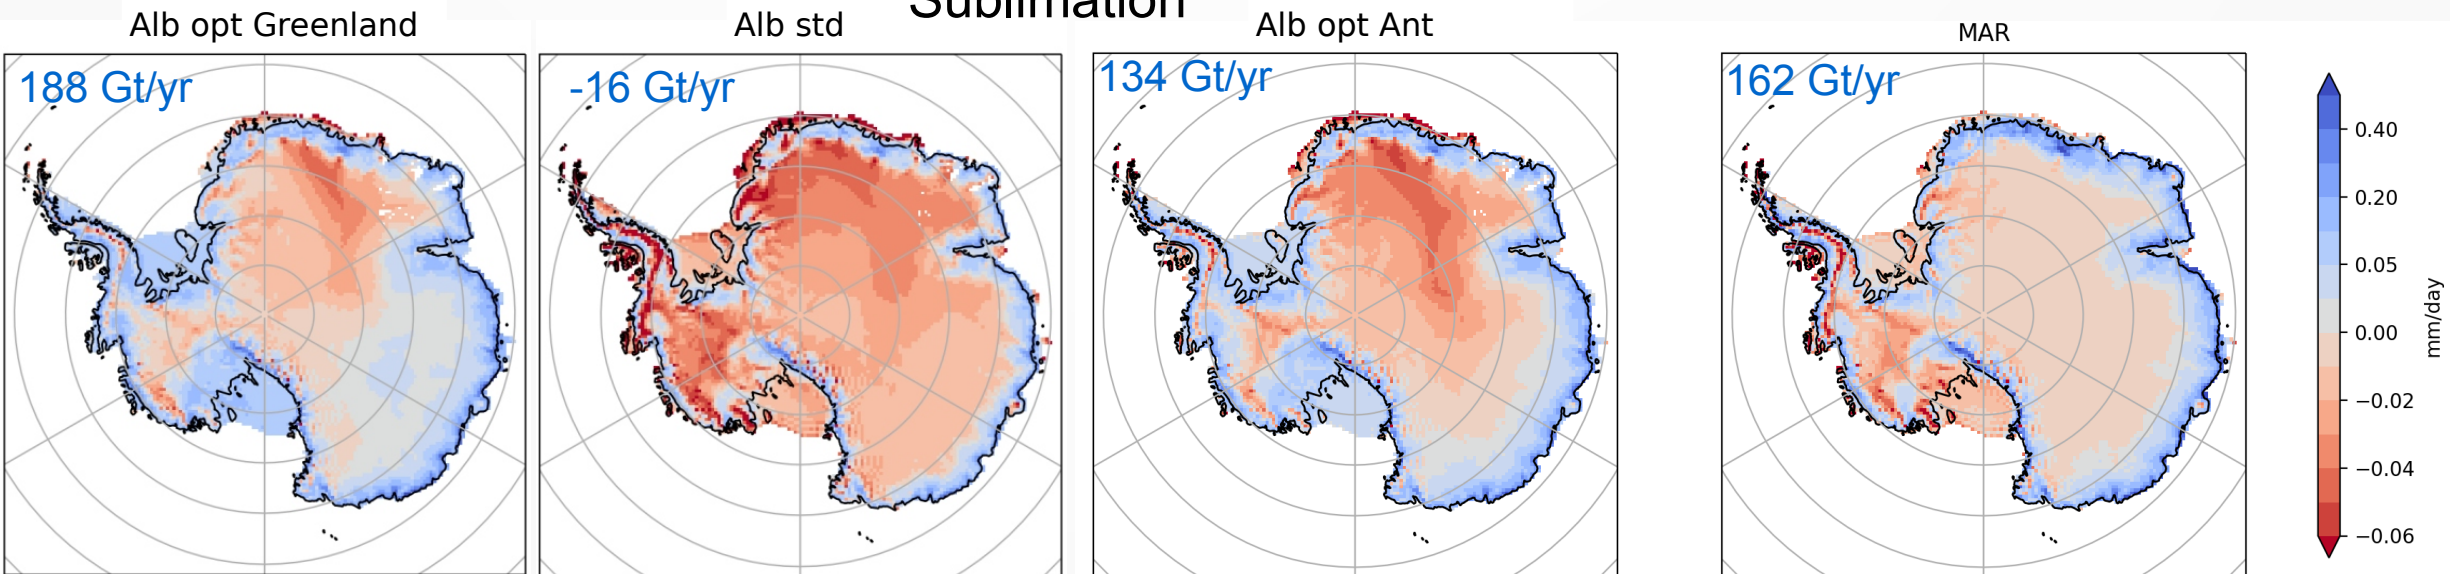 Sublimation
Alb opt Greenland
Alb std
Alb opt Ant
MAR
188 Gt/yr
-16 Gt/yr
134 Gt/yr
162 Gt/yr
0.40
0.20
0.05
0.00
−0.02
−0.04
−0.06
mm/day